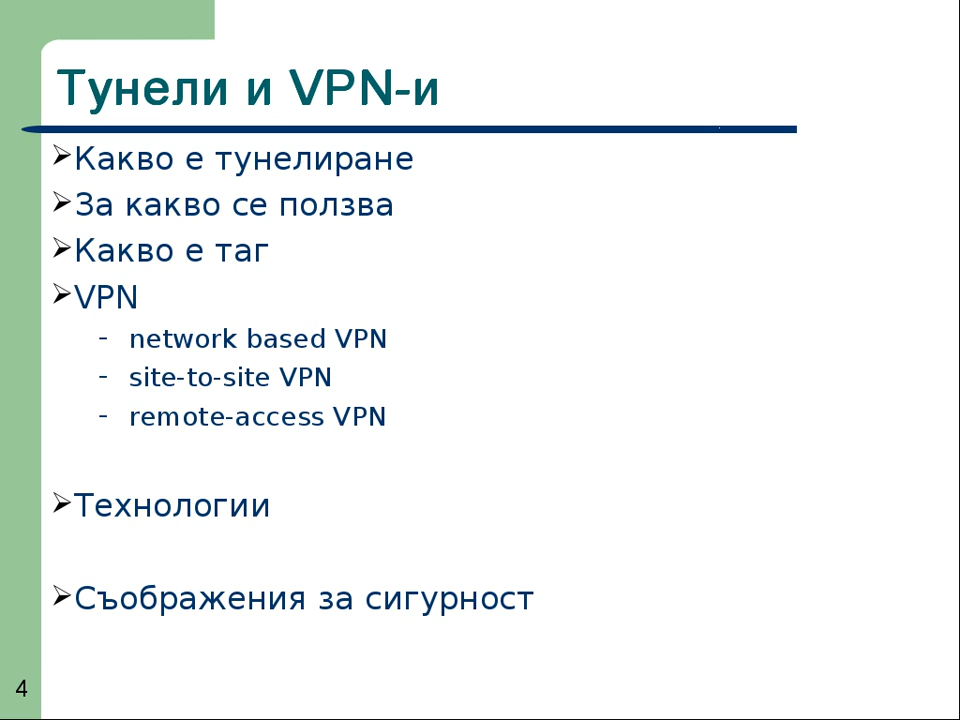 Тунели и VPN-и
Какво е тунелиране
За какво се ползва
Какво е таг
VPN
- network based VPN
- site-to-site VPN
- remote-access VPN
Технологии
Съображения за сигурност
4